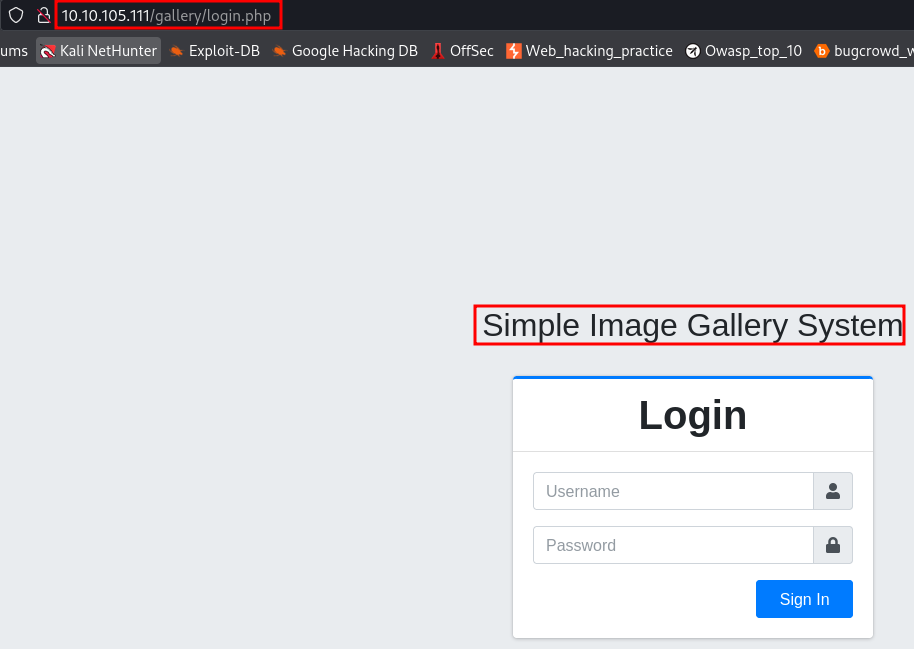 10.10.105.111/gallery/login.php
ums Kali NetHunter Exploit-DB Google Hacking DB OffSec Web_hacking_practice Owasp_top_10 bugcrowd_w
Simple Image Gallery System
Login
Username
Password
Sign In